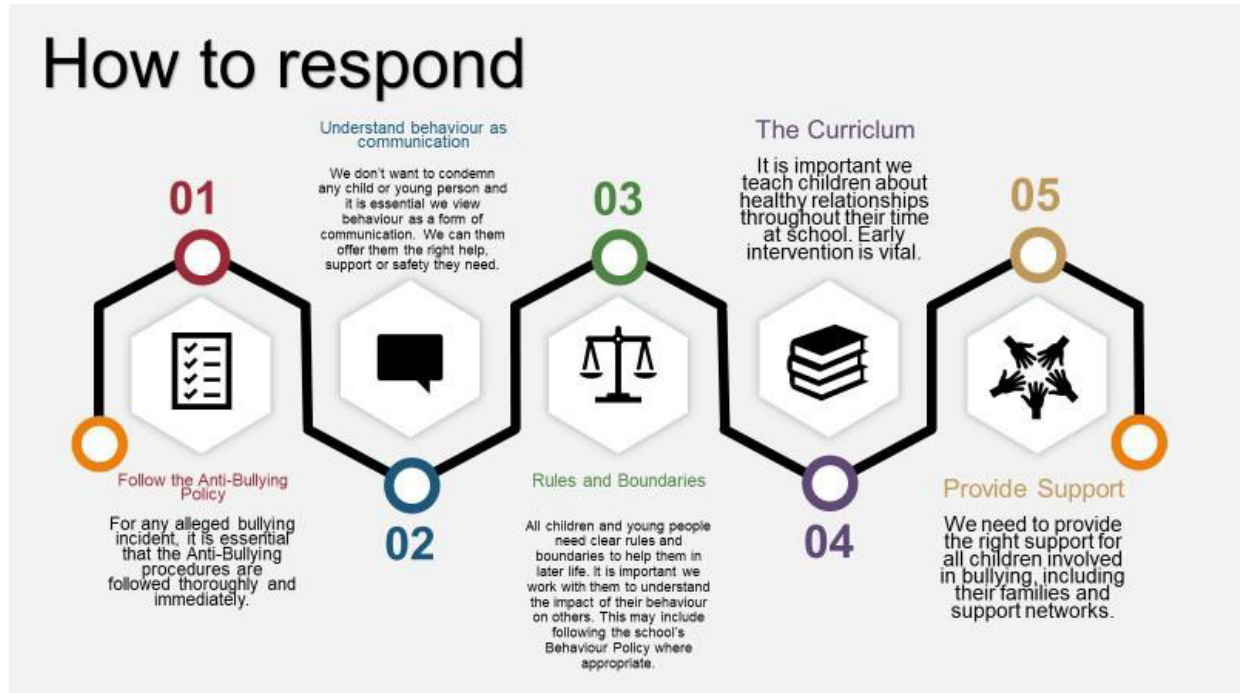 How to respond
01
Follow the Anti-Bullying
Policy
For any alleged bullying
incident, it is essential
that the Anti-Bullying
procedures are
followed thoroughly and
immediately.
Understand behaviour as
communication
We don't want to condemn
any child or young person and
it is essential we view
behaviour as a form of
communication. We can them
offer them the right help,
support or safety they need.
02
03
Rules and Boundaries
All children and young people
need clear rules and
boundaries to help them in
later life. It is important we
work with them to understand
the impact of their behaviour
on others. This may include
following the school's
Behaviour Policy where
appropriate.
The Curriclum
It is important we
teach children about
healthy relationships
throughout their time
at school. Early
intervention is vital.
04
05
Provide Support
We need to provide
the right support for
all children involved
in bullying, including
their families and
support networks.